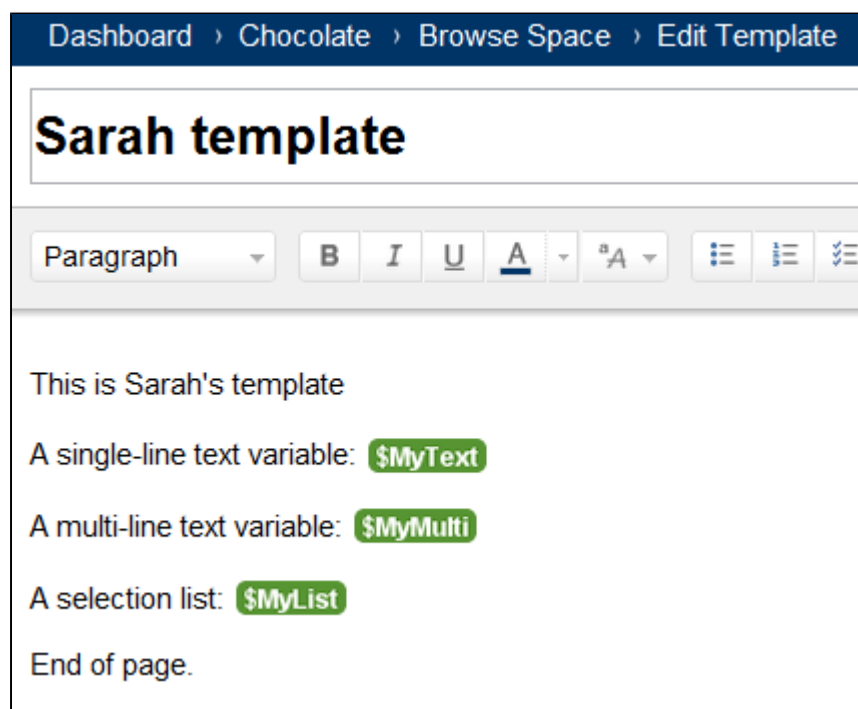 Dashboard › Chocolate › Browse Space › Edit Template
Sarah template
Paragraph B I U A ªA
This is Sarah's template
A single-line text variable: $MyText
A multi-line text variable: $MyMulti
A selection list: $MyList
End of page.